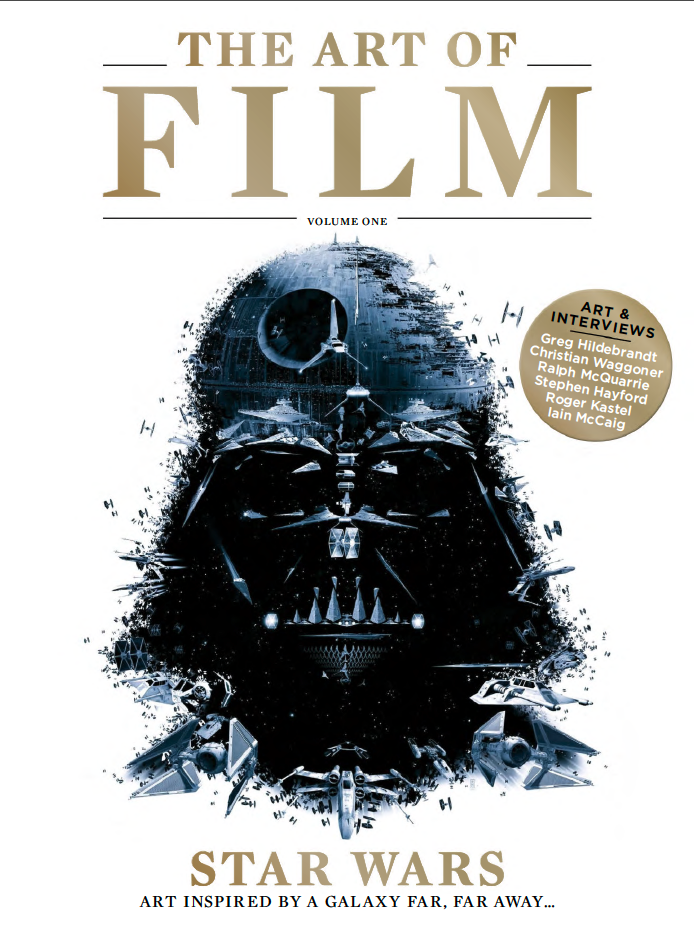 THE ART OF
FILM
VOLUME ONE
ART &
INTERVIEWS
Greg Hildebrandt
Christian Waggoner
Ralph McQuarrie
Stephen Hayford
Roger Kastel
Iain McCaig
STAR WARS
ART INSPIRED BY A GALAXY FAR, FAR AWAY...